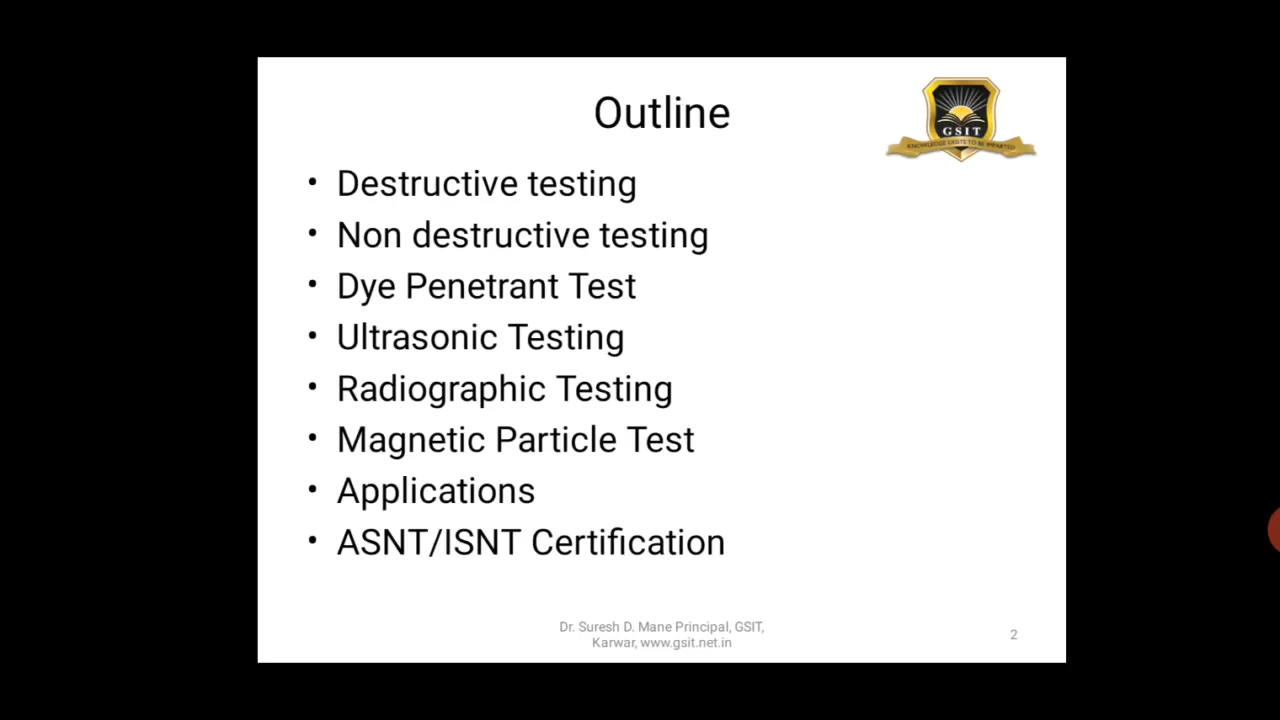 Outline
GSIT
KNOWLEDGE EXISTS TO BE IMPARTED
• Destructive testing
• Non destructive testing
• Dye Penetrant Test
• Ultrasonic Testing
• Radiographic Testing
• Magnetic Particle Test
• Applications
• ASNT/ISNT Certification
Dr. Suresh D. Mane Principal, GSIT,
Karwar, www.gsit.net.in
2